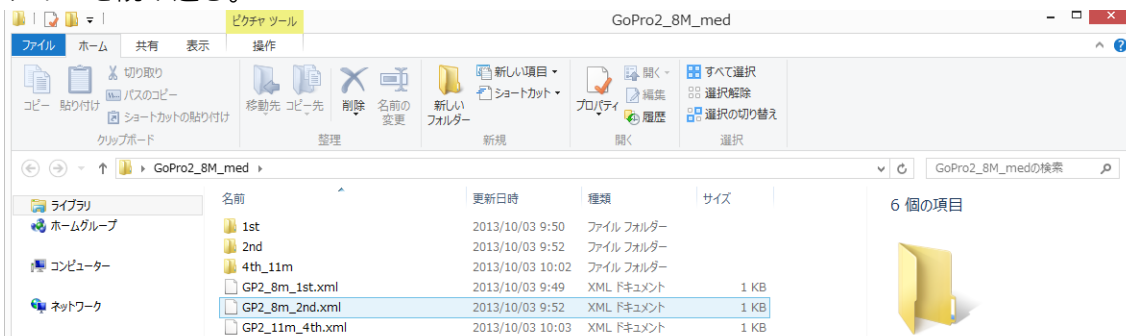 ピクチャ ツール
GoPro2_8M_med
ファイル ホーム 共有 表示 操作
コピー
貼り付け
切り取り
パスのコピー
ショートカットの貼り付け
クリップボード
移動先
コピー先
削除
名前の
変更
整理
新しい
フォルダー
新しい項目
ショートカット
新規
プロパティ
開く
編集
履歴
開く
すべて選択
選択解除
選択の切り替え
選択
GoPro2_8M_med
GoPro2_8M_medの検索
ライブラリ
ホームグループ
コンピューター
ネットワーク
名前 更新日時 種類 サイズ
1st 2013/10/03 9:50 ファイル フォルダー
2nd 2013/10/03 9:52 ファイル フォルダー
4th_11m 2013/10/03 10:02 ファイル フォルダー
GP2_8m_1st.xml 2013/10/03 9:49 XML ドキュメント 1 KB
GP2_8m_2nd.xml 2013/10/03 9:52 XML ドキュメント 1 KB
GP2_11m_4th.xml 2013/10/03 10:03 XML ドキュメント 1 KB
6 個の項目